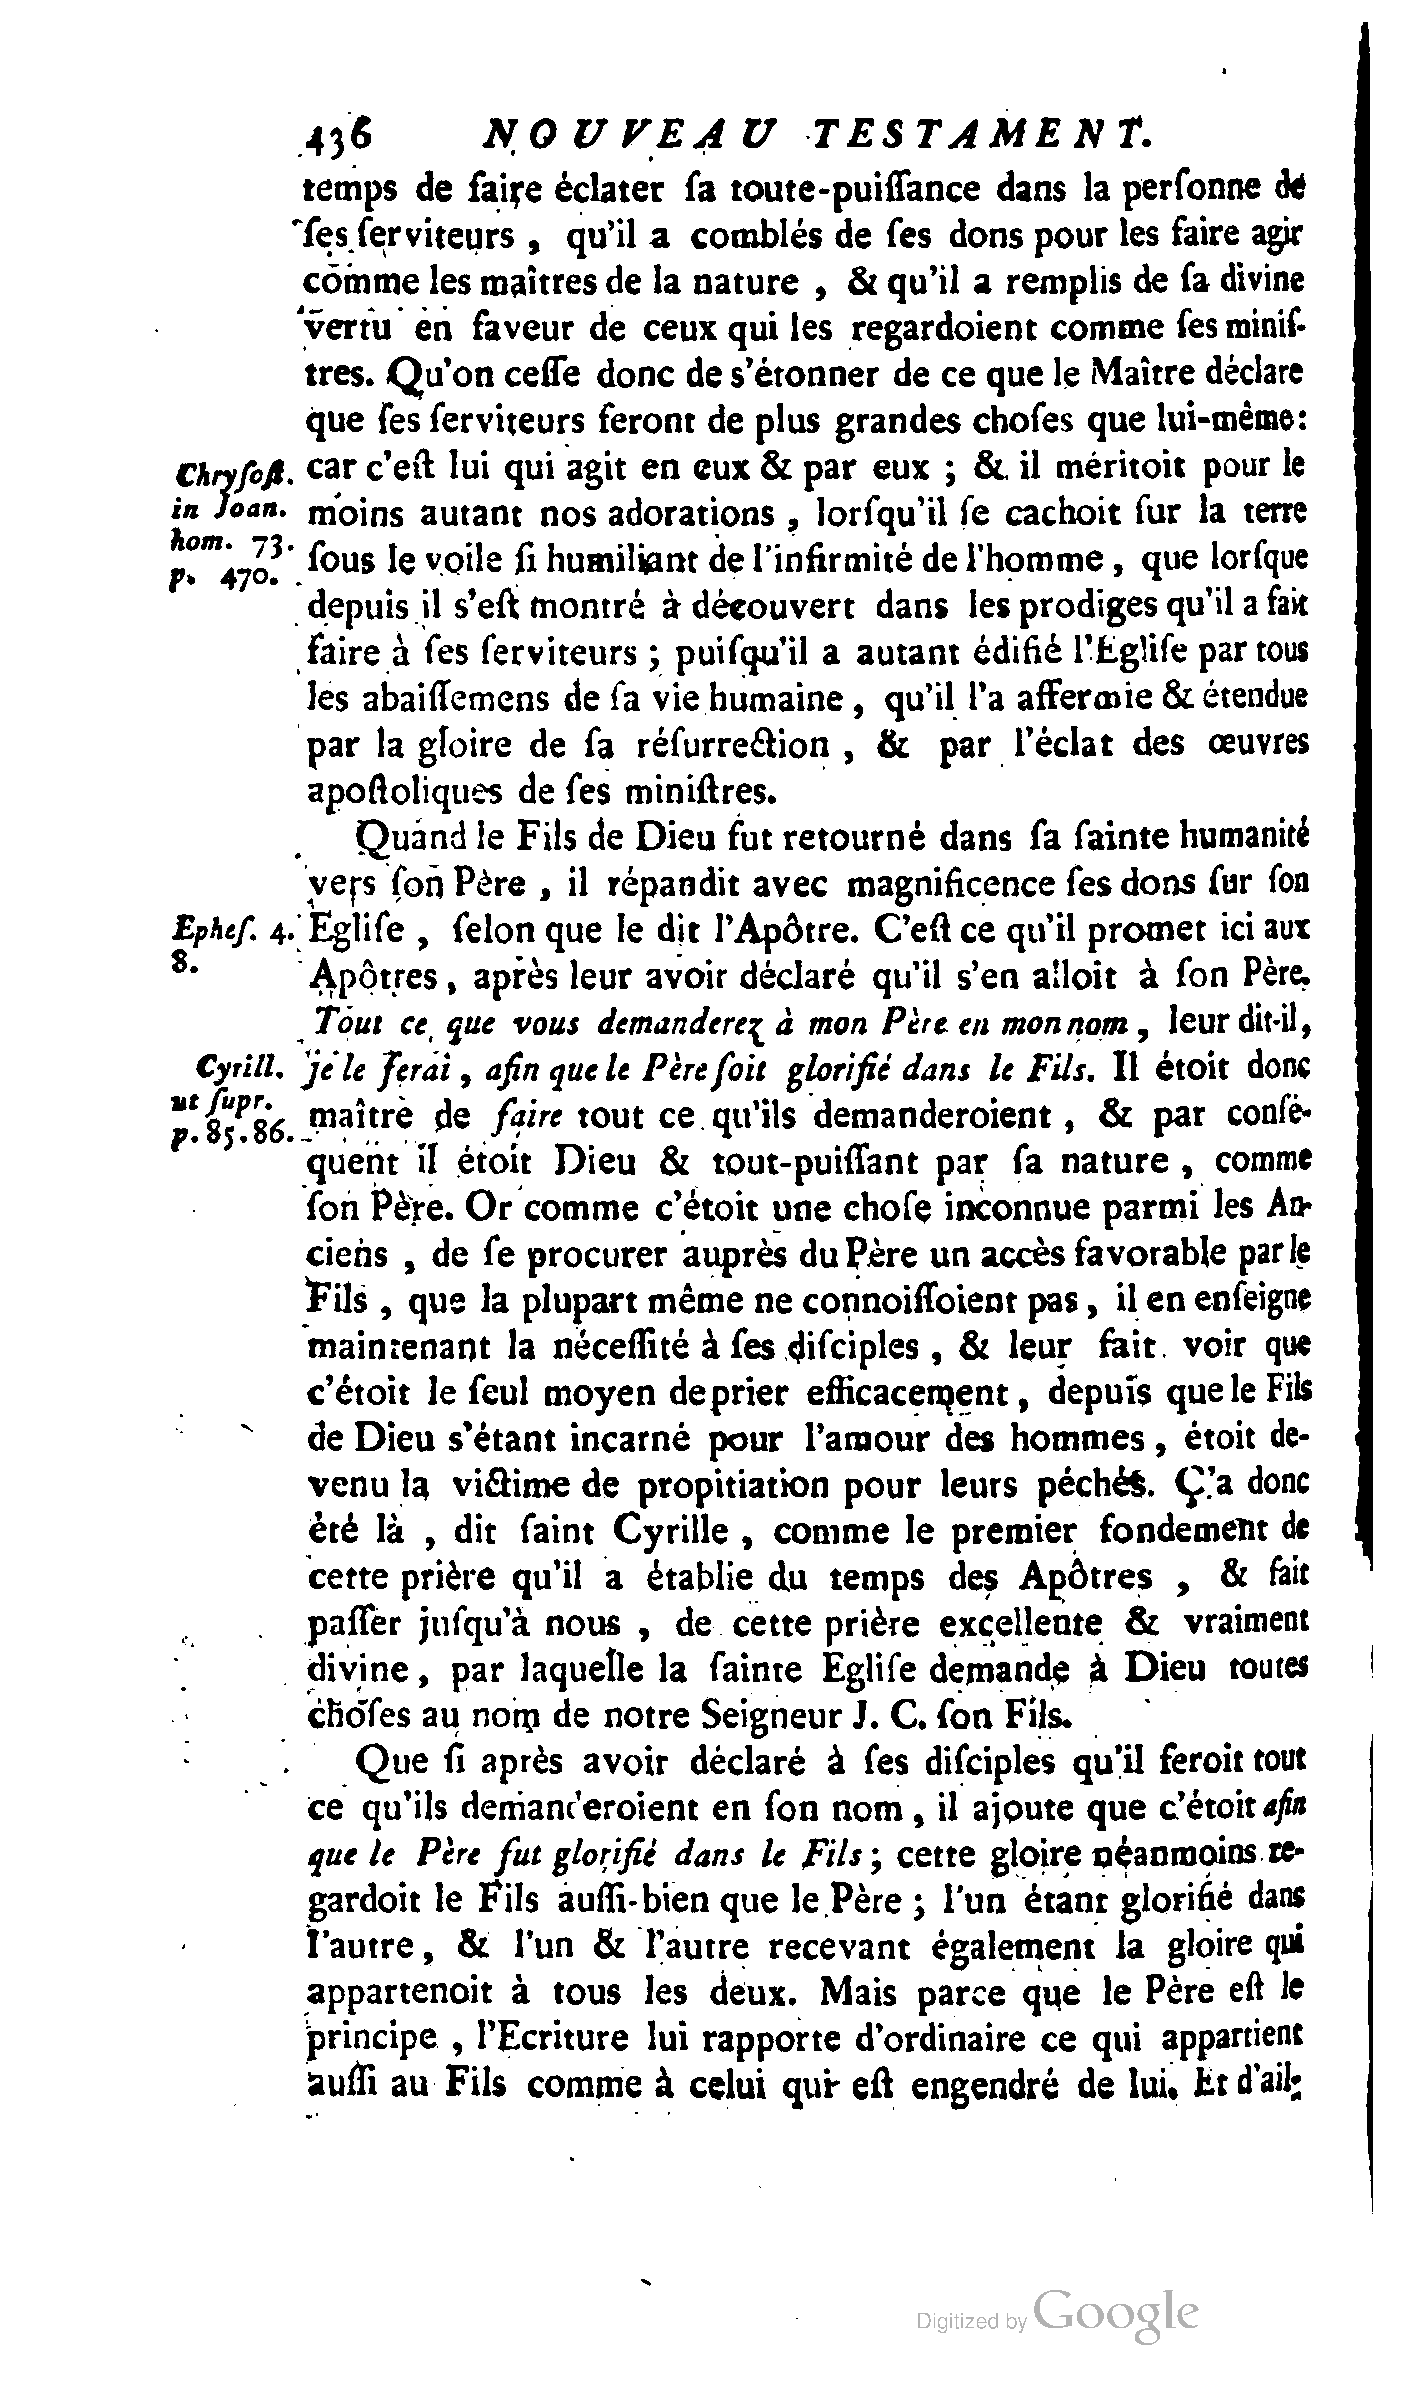 436 NOUVEAU TESTAMENT.
temps de faire éclater ſa toute-puiſſance dans la perſonne de
ſes ſerviteurs, qu'il a comblés de ſes dons pour les faire agir
comme les maîtres de la nature, & qu'il a remplis de ſa divine
vertu en faveur de ceux qui les regardoient comme ſes miniſ-
tres. Qu'on ceſſe donc de s'étonner de ce que le Maître déclare
que ſes ſerviteurs feront de plus grandes choſes que lui-même:
Chryſoſt.
in Joan.
hom. 73.
p. 470.
car c'eſt lui qui agit en eux & par eux ; & il méritoit pour le
moins autant nos adorations, lorſqu'il ſe cachoit ſur la terre
ſous le voile ſi humiliant de l'infirmité de l'homme, que lorſque
depuis il s'eſt montré à découvert dans les prodiges qu'il a fait
faire à ſes ſerviteurs ; puiſqu'il a autant édifié l'Egliſe par tous
les abaiſſemens de ſa vie humaine, qu'il l'a affermie & étendue
par la gloire de ſa réſurrection, & par l'éclat des œuvres
apoſtoliques de ſes miniſtres.
Quand le Fils de Dieu fut retourné dans ſa ſainte humanité
vers ſon Père, il répandit avec magnificence ſes dons ſur ſon
Epheſ. 4.
8.
Egliſe, ſelon que le dit l'Apôtre. C'eſt ce qu'il promet ici aux
Apôtres, après leur avoir déclaré qu'il s'en alloit à ſon Père.
Tout ce que vous demanderez à mon Père en mon nom, leur dit-il,
Cyrill.
ut ſupr.
p. 85. 86.
je le ferai, afin que le Père ſoit glorifié dans le Fils. Il étoit donc
maître de faire tout ce qu'ils demanderoient, & par conſé-
quent il étoit Dieu & tout-puiſſant par ſa nature, comme
ſon Père. Or comme c'étoit une choſe inconnue parmi les An-
ciens, de ſe procurer auprès du Père un accès favorable par le
Fils, que la plupart même ne connoiſſoient pas, il en enſeigne
maintenant la néceſſité à ſes diſciples, & leur fait voir que
c'étoit le ſeul moyen de prier efficacement, depuis que le Fils
de Dieu s'étant incarné pour l'amour des hommes, étoit de-
venu la victime de propitiation pour leurs péchés. Ç'a donc
été là, dit ſaint Cyrille, comme le premier fondement de
cette prière qu'il a établie du temps des Apôtres, & fait
paſſer juſqu'à nous, de cette prière excellente & vraiment
divine, par laquelle la ſainte Egliſe demande à Dieu toutes
choſes au nom de notre Seigneur J. C. ſon Fils.
Que ſi après avoir déclaré à ſes diſciples qu'il feroit tout
ce qu'ils demanderoient en ſon nom, il ajoute que c'étoit afin
que le Père fut glorifié dans le Fils ; cette gloire néanmoins re-
gardoit le Fils auſſi-bien que le Père ; l'un étant glorifié dans
l'autre, & l'un & l'autre recevant également la gloire qui
appartenoit à tous les deux. Mais parce que le Père eſt le
principe, l'Ecriture lui rapporte d'ordinaire ce qui appartient
auſſi au Fils comme à celui qui eſt engendré de lui. Et d'ail-
Digitized by Google